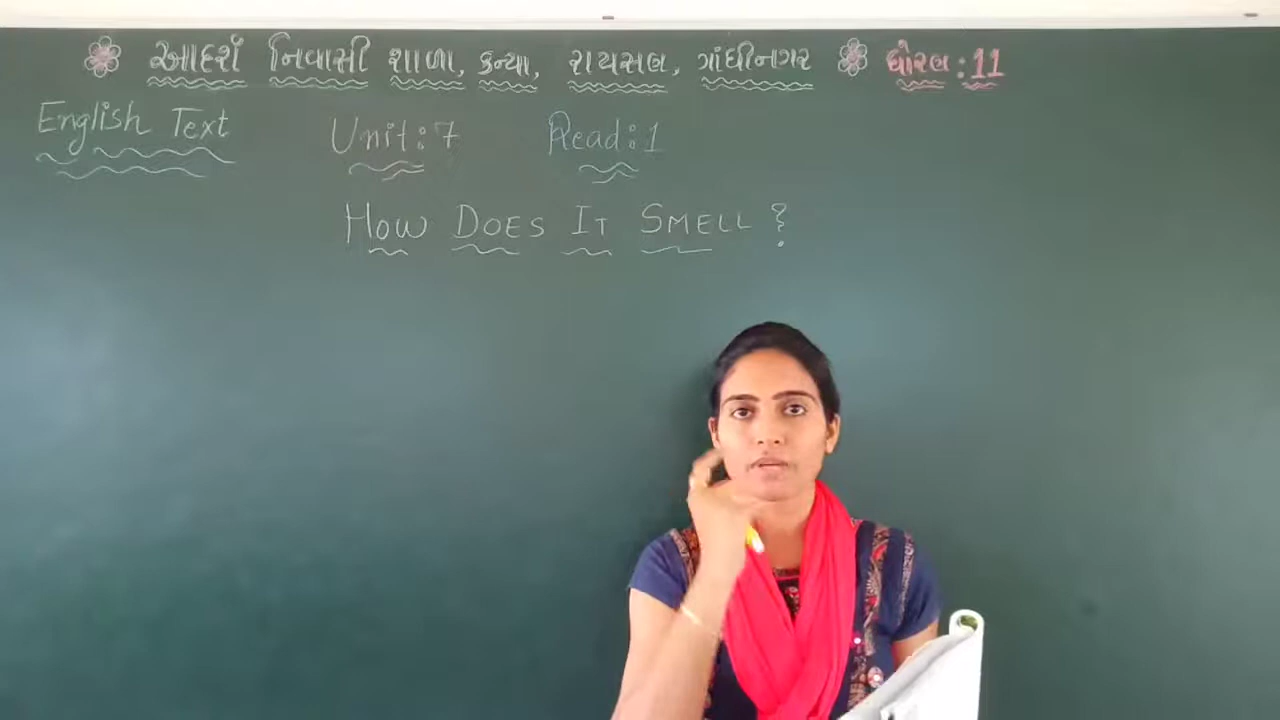 આદર્શ નિવાસી શાળા, કન્યા, રાયસણ, ગાંધીનગર ધોરણ : 11
English Text Unit : 7 Read : 1
HOW DOES IT SMELL ?